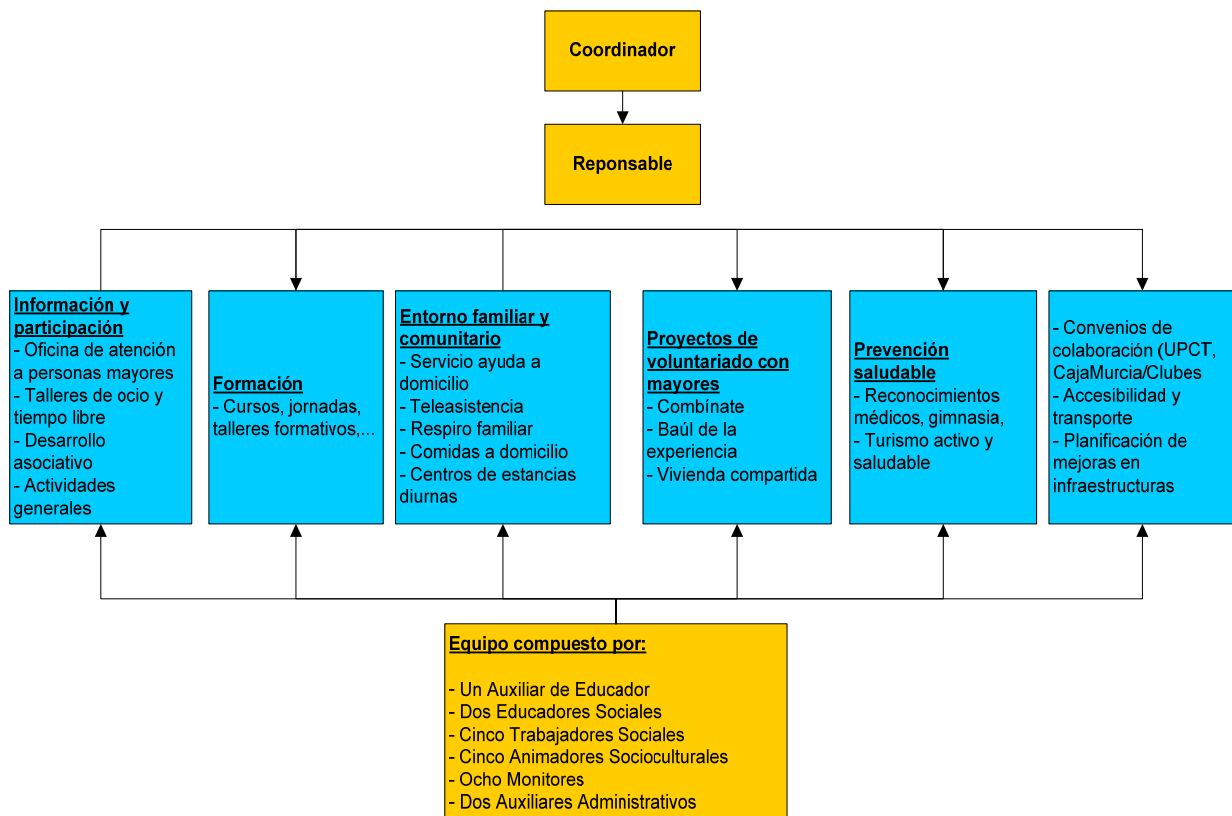 Coordinador
Reponsable
Información y
participación
- Oficina de atención
a personas mayores
- Talleres de ocio y
tiempo libre
- Desarrollo
asociativo
- Actividades
generales
Formación
- Cursos, jornadas,
talleres formativos,...
Entorno familiar y
comunitario
- Servicio ayuda a
domicilio
- Teleasistencia
- Respiro familiar
- Comidas a domicilio
- Centros de estancias
diurnas
Proyectos de
voluntariado con
mayores
- Combínate
- Baúl de la
experiencia
- Vivienda compartida
Prevención
saludable
- Reconocimientos
médicos, gimnasia,
- Turismo activo y
saludable
- Convenios de
colaboración (UPCT,
CajaMurcia/Clubes
- Accesibilidad y
transporte
- Planificación de
mejoras en
infraestructuras
Equipo compuesto por:
- Un Auxiliar de Educador
- Dos Educadores Sociales
- Cinco Trabajadores Sociales
- Cinco Animadores Socioculturales
- Ocho Monitores
- Dos Auxiliares Administrativos